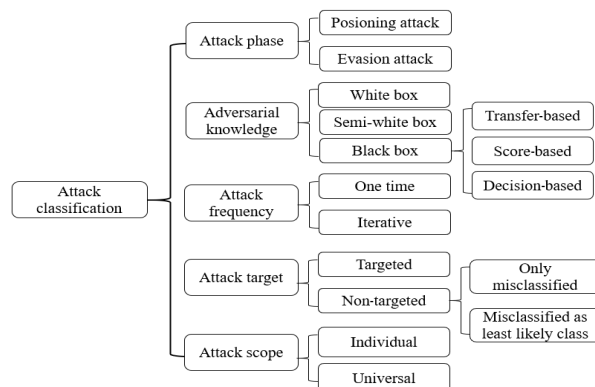 Attack classification
Attack phase
Posioning attack
Evasion attack
Adversarial knowledge
White box
Semi-white box
Black box
Transfer-based
Score-based
Decision-based
Attack frequency
One time
Iterative
Attack target
Targeted
Non-targeted
Only misclassified
Misclassified as least likely class
Attack scope
Individual
Universal